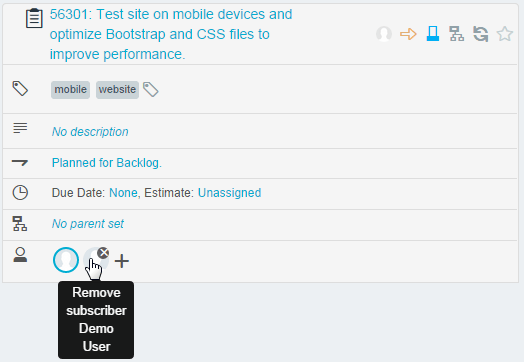 56301: Test site on mobile devices and
optimize Bootstrap and CSS files to
improve performance.
mobile website
No description
Planned for Backlog.
Due Date: None, Estimate: Unassigned
No parent set
Remove
subscriber
Demo
User